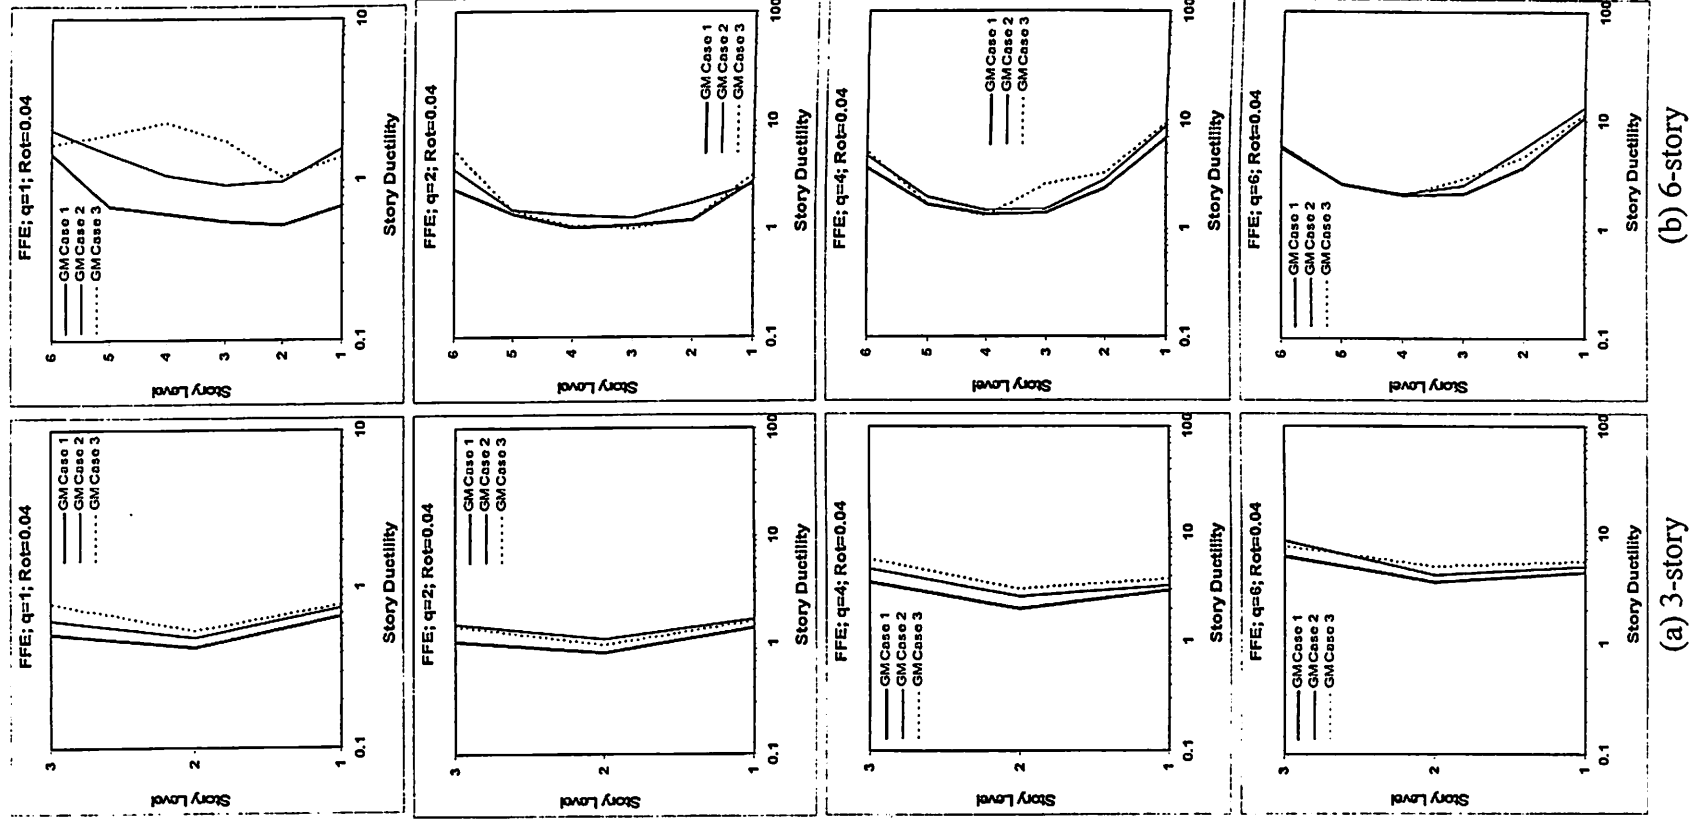 FFE; q=1; Rot=0.04
GM Case 1
GM Case 2
GM Case 3
Story Level
3
2
1
0.1
1
10
Story Ductility
FFE; q=1; Rot=0.04
GM Case 1
GM Case 2
GM Case 3
Story Level
6
5
4
3
2
1
0.1
1
10
Story Ductility
FFE; q=2; Rot=0.04
GM Case 1
GM Case 2
GM Case 3
Story Level
3
2
1
0.1
1
10
100
Story Ductility
FFE; q=2; Rot=0.04
GM Case 1
GM Case 2
GM Case 3
Story Level
6
5
4
3
2
1
0.1
1
10
100
Story Ductility
FFE; q=4; Rot=0.04
GM Case 1
GM Case 2
GM Case 3
Story Level
3
2
1
0.1
1
10
100
Story Ductility
FFE; q=4; Rot=0.04
GM Case 1
GM Case 2
GM Case 3
Story Level
6
5
4
3
2
1
0.1
1
10
100
Story Ductility
FFE; q=6; Rot=0.04
GM Case 1
GM Case 2
GM Case 3
Story Level
3
2
1
0.1
1
10
100
Story Ductility
FFE; q=6; Rot=0.04
GM Case 1
GM Case 2
GM Case 3
Story Level
6
5
4
3
2
1
0.1
1
10
100
Story Ductility
(a) 3-story
(b) 6-story